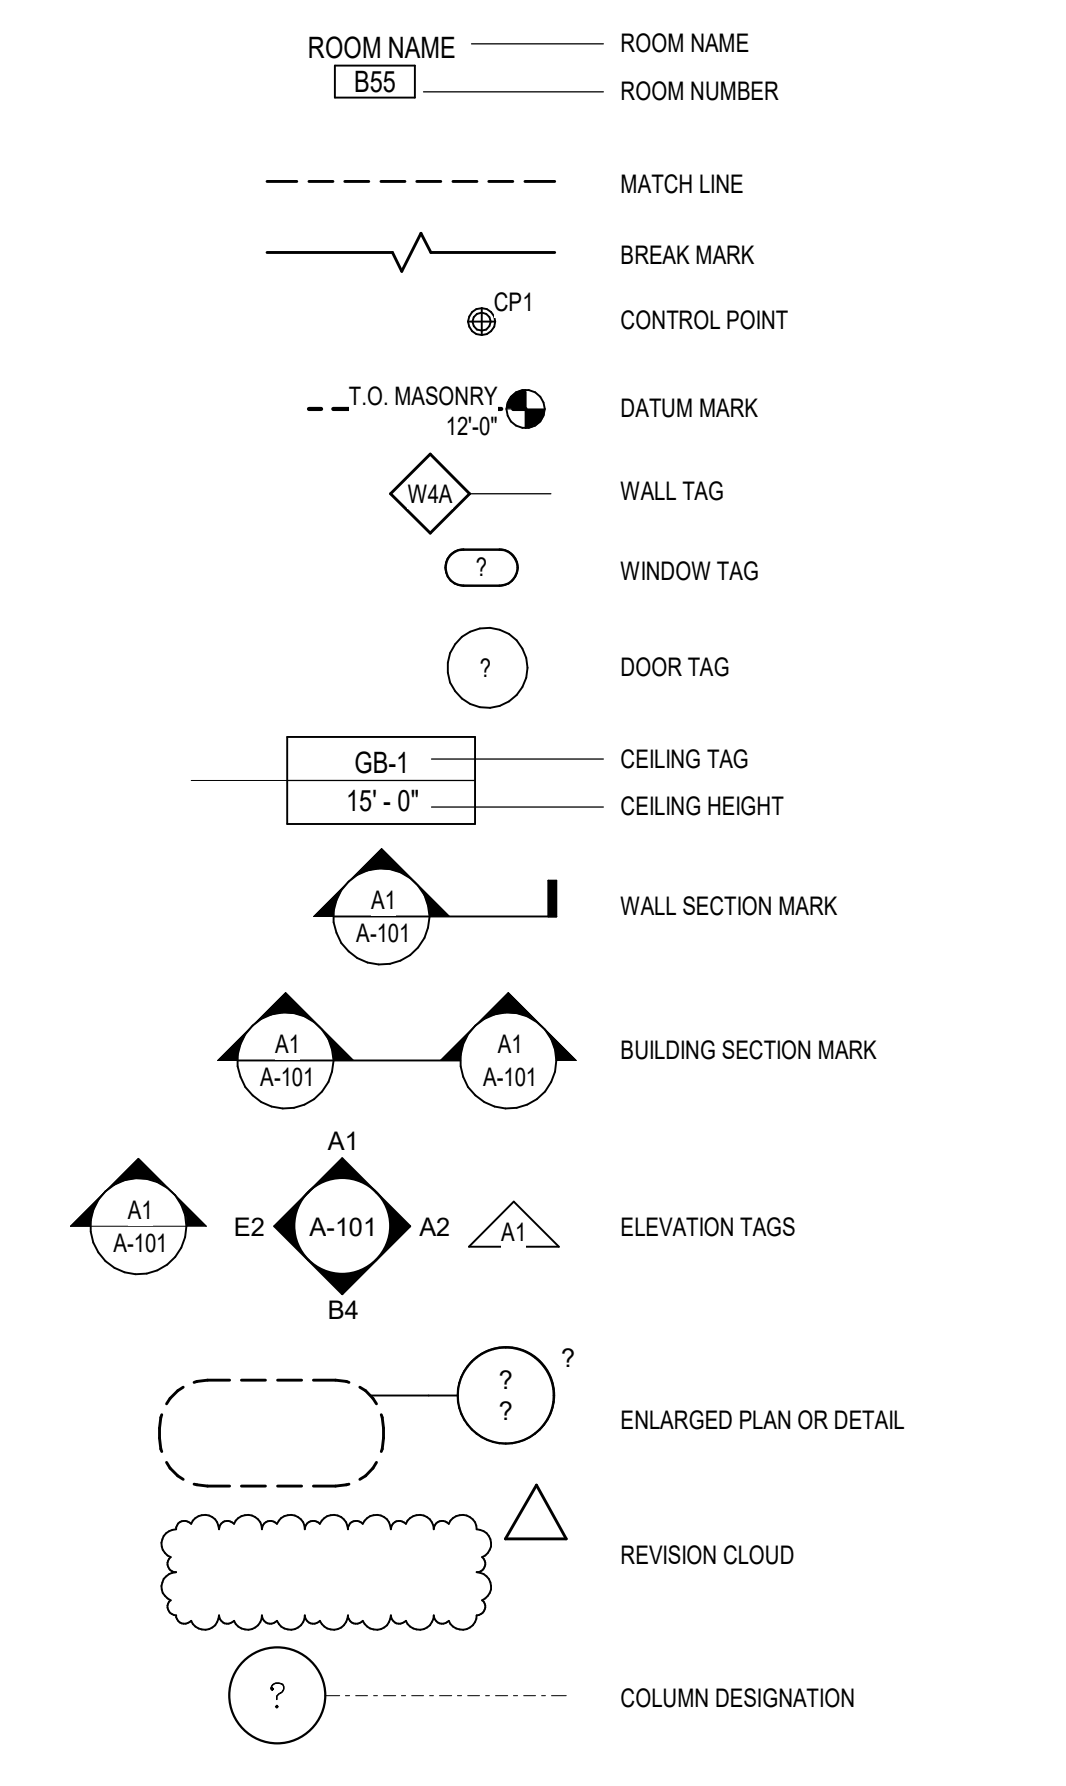 ROOM NAME ROOM NAME
B55 ROOM NUMBER
MATCH LINE
BREAK MARK
CP1 CONTROL POINT
T.O. MASONRY DATUM MARK
12'-0"
W4A WALL TAG
? WINDOW TAG
? DOOR TAG
GB-1 CEILING TAG
15' - 0" CEILING HEIGHT
A1 WALL SECTION MARK
A-101
A1 A1 BUILDING SECTION MARK
A-101 A-101
A1
A1
A-101
E2 A-101 A2
B4
A1
ELEVATION TAGS
?
?
?
ENLARGED PLAN OR DETAIL
REVISION CLOUD
? COLUMN DESIGNATION